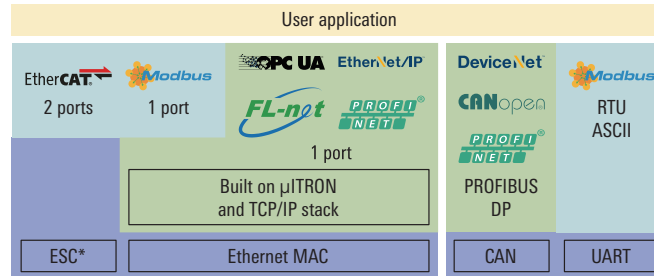 User application
EtherCAT
2 ports
Modbus
1 port
OPC UA
EtherNet/IP
FL-net
PROFI
NET®
1 port
Built on µITRON
and TCP/IP stack
DeviceNet
CANopen
PROFI
NET®
PROFIBUS
DP
Modbus
RTU
ASCII
ESC*
Ethernet MAC
CAN
UART